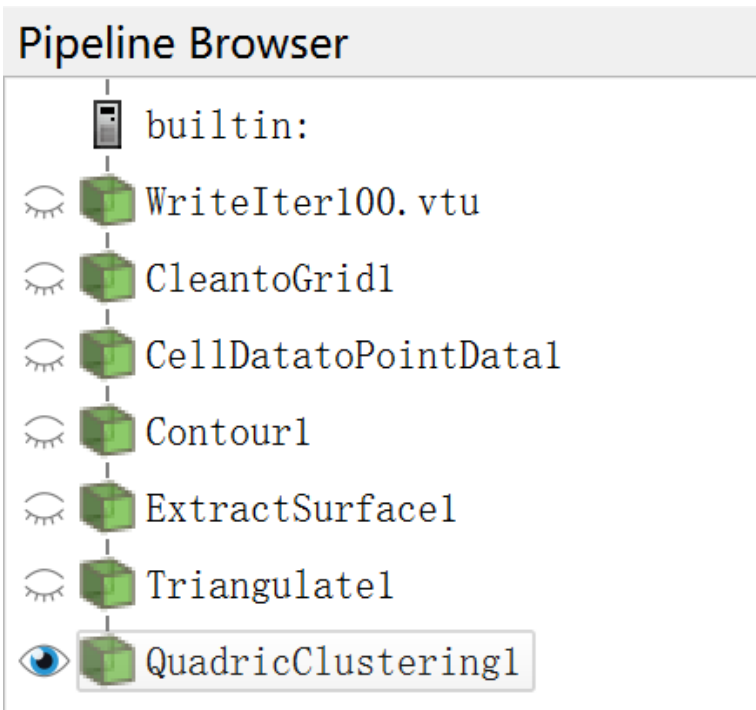 Pipeline Browser
builtin:
WriteIter100.vtu
CleantoGrid1
CellDatatoPointData1
Contour1
ExtractSurface1
Triangulate1
QuadricClustering1